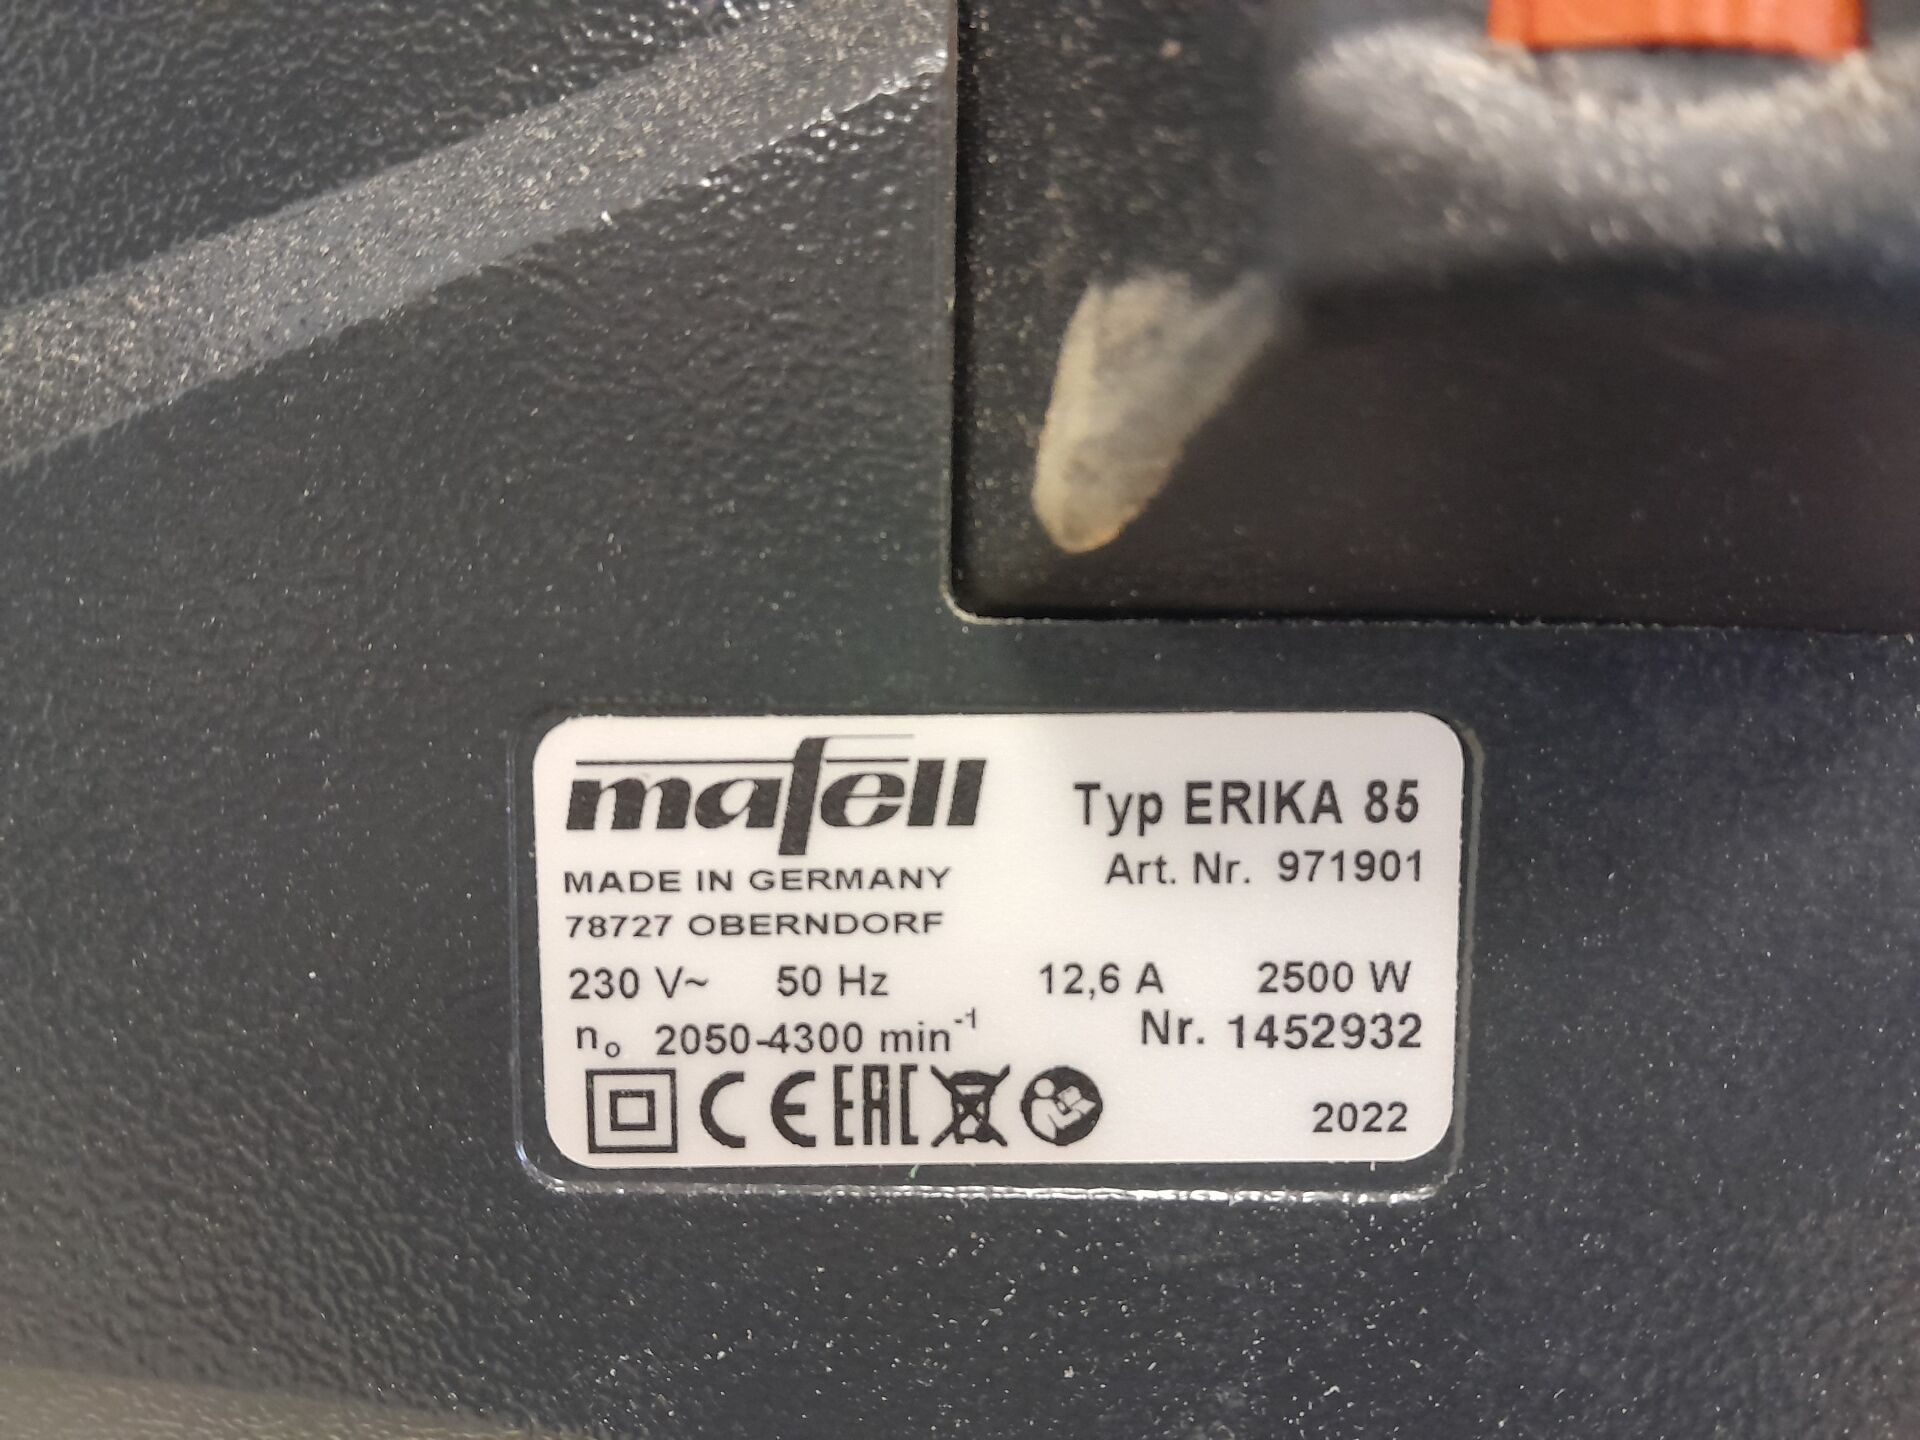 mafell
Typ ERIKA 85
MADE IN GERMANY
Art. Nr. 971901
78727 OBERNDORF
230 V~ 50 Hz 12,6 A 2500 W
n₀ 2050-4300 min⁻¹ Nr. 1452932
CE EAC 2022